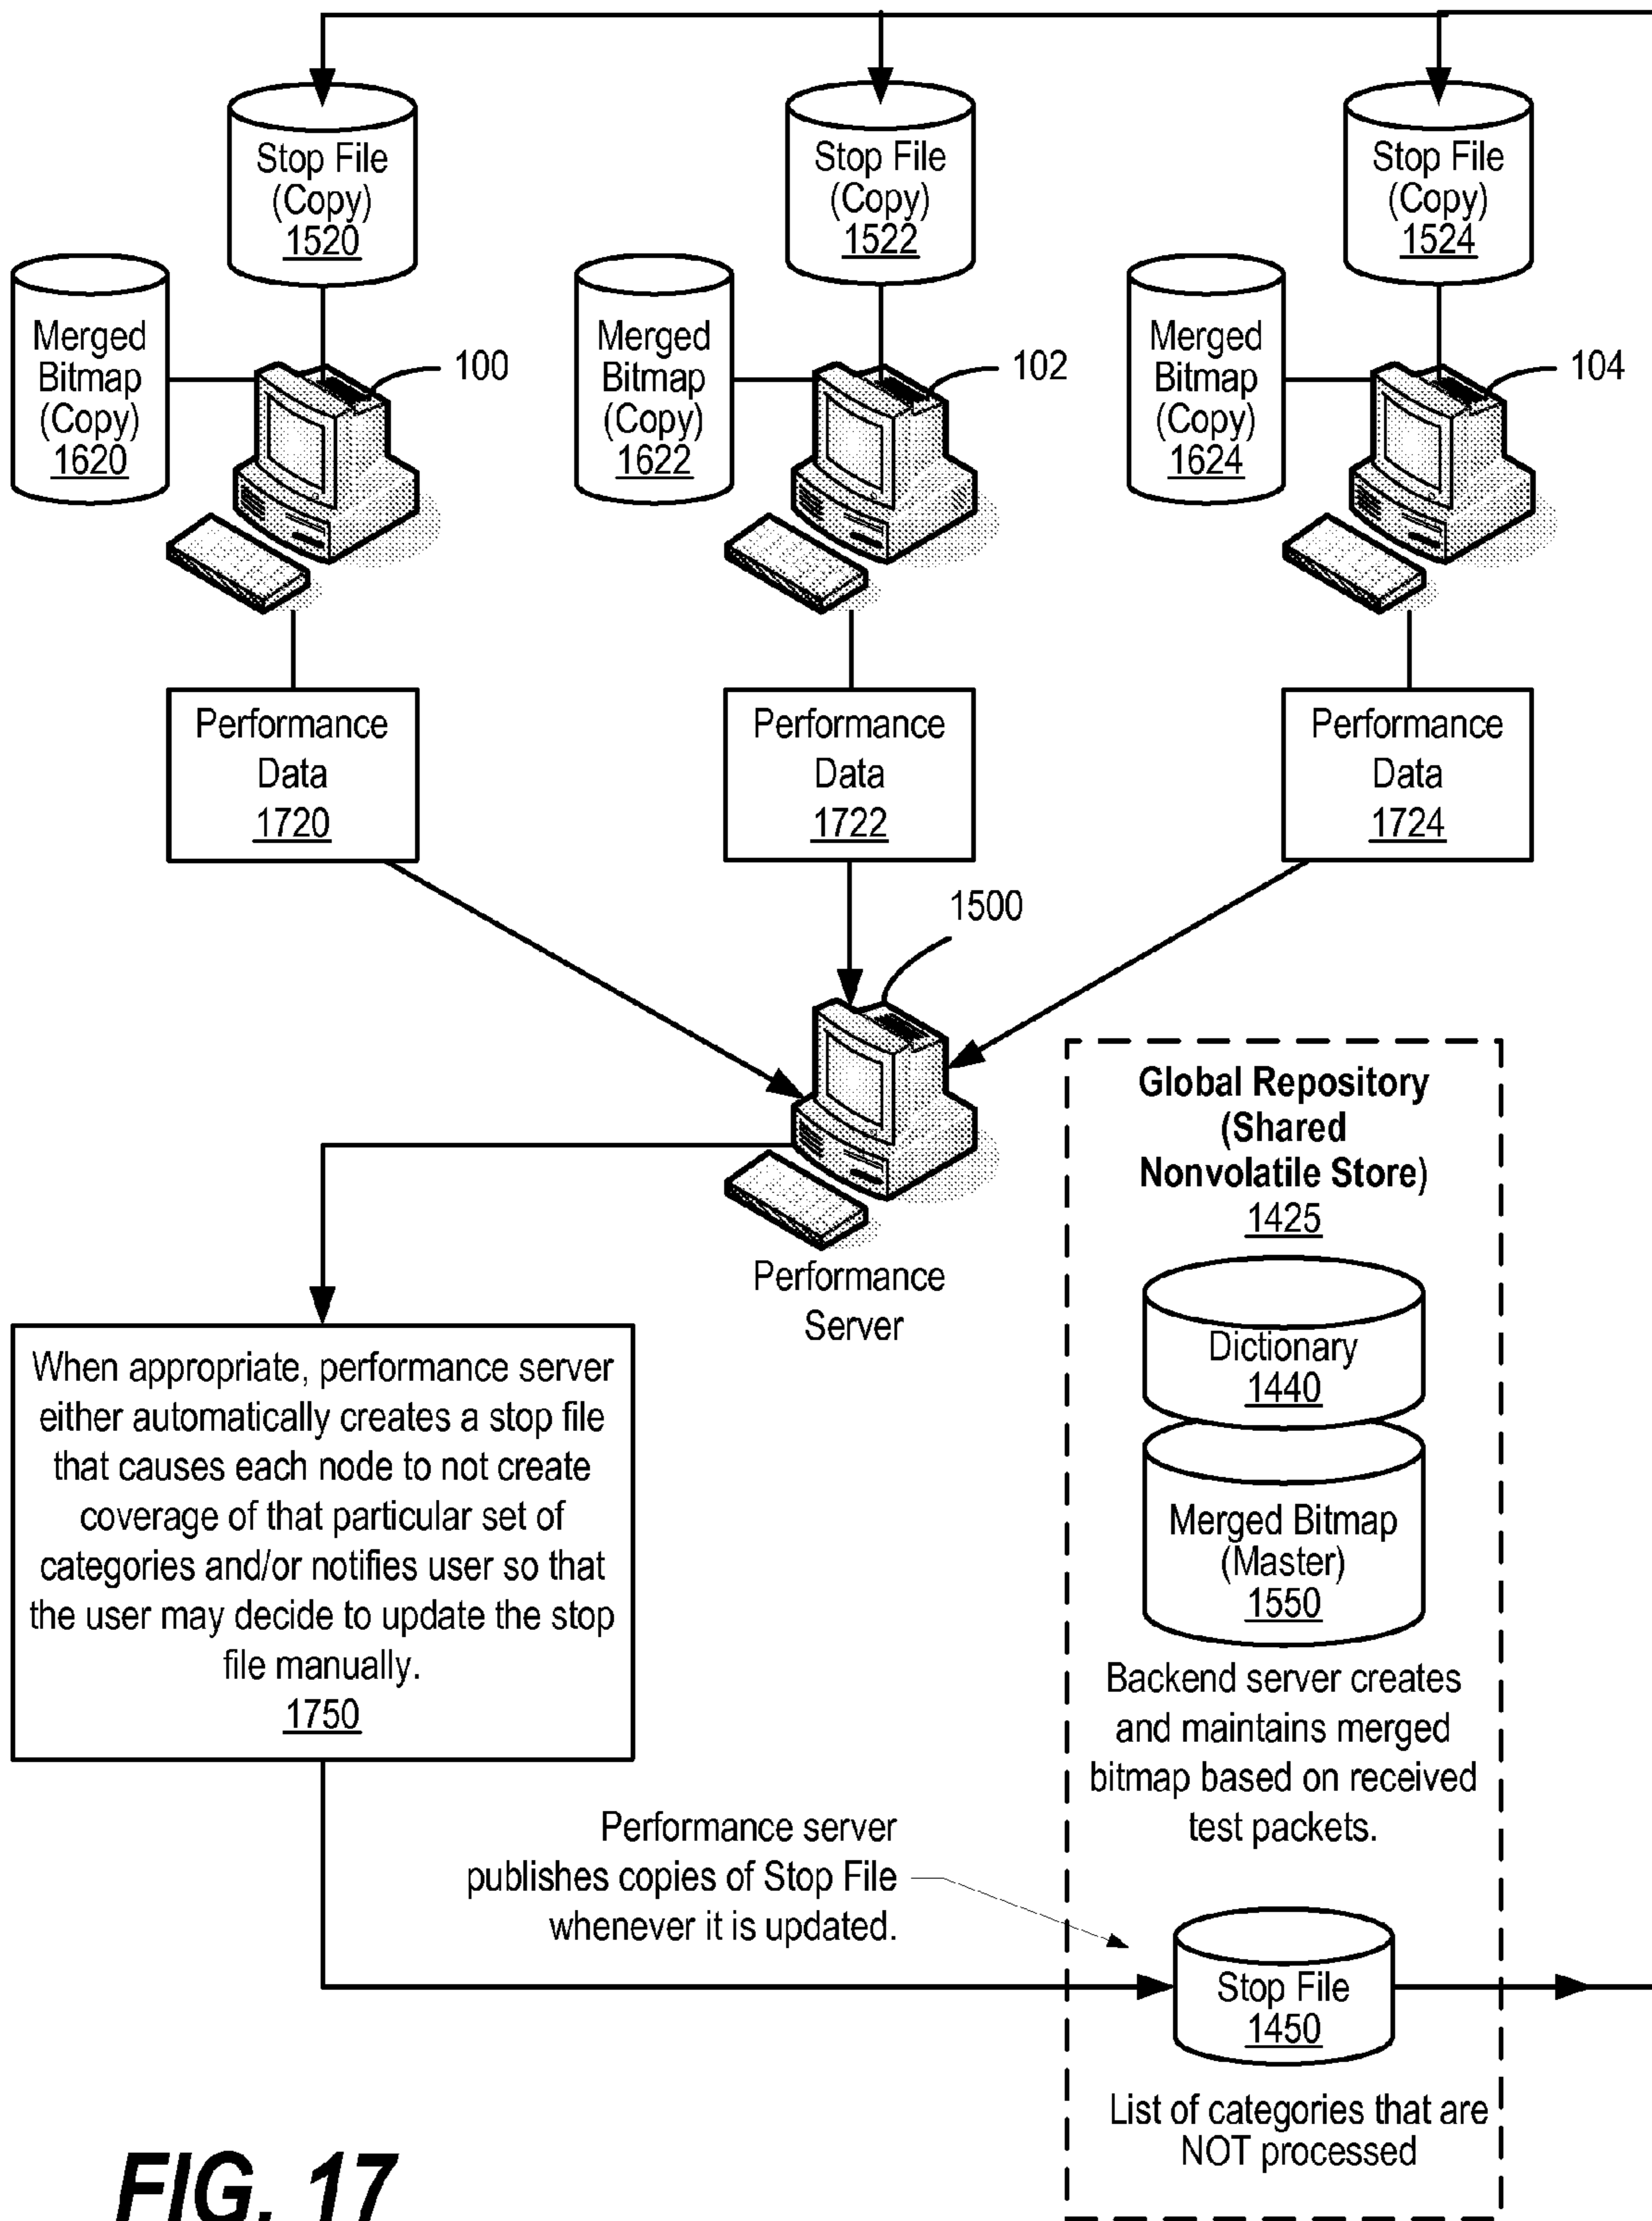 Stop File
(Copy)
1520
Stop File
(Copy)
1522
Stop File
(Copy)
1524
Merged
Bitmap
(Copy)
1620
100
Merged
Bitmap
(Copy)
1622
102
Merged
Bitmap
(Copy)
1624
104
Performance
Data
1720
Performance
Data
1722
Performance
Data
1724
1500
Performance
Server
Global Repository
(Shared
Nonvolatile Store)
1425
Dictionary
1440
Merged Bitmap
(Master)
1550
Backend server creates
and maintains merged
bitmap based on received
test packets.
When appropriate, performance server
either automatically creates a stop file
that causes each node to not create
coverage of that particular set of
categories and/or notifies user so that
the user may decide to update the stop
file manually.
1750
Performance server
publishes copies of Stop File
whenever it is updated.
Stop File
1450
List of categories that are
NOT processed
FIG. 17